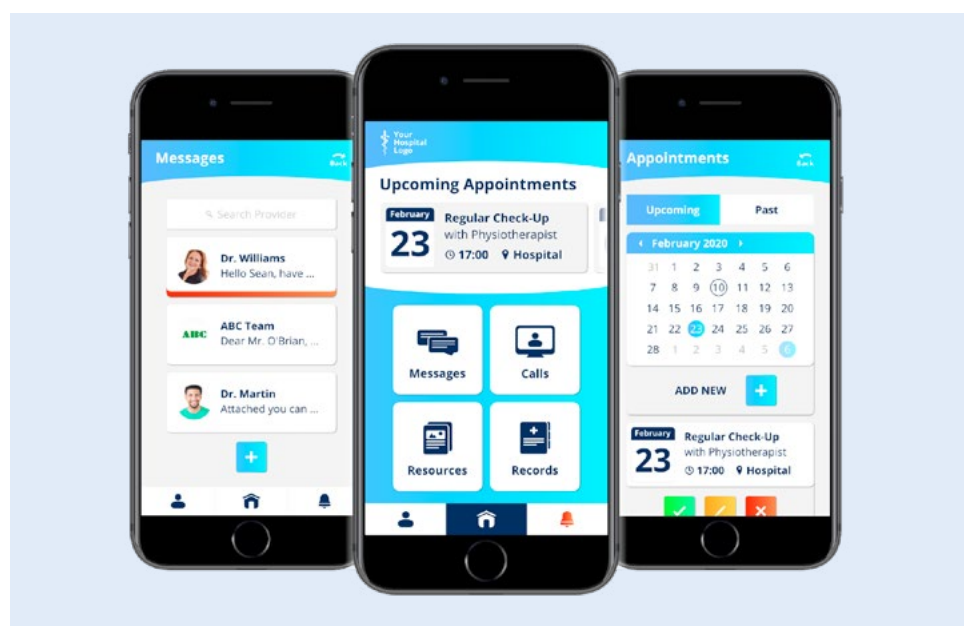 Messages
Back
Search Provider
Dr. Williams
Hello Sean, have ...
ABC
ABC Team
Dear Mr. O'Brian, ...
Dr. Martin
Attached you can ...
Your
Hospital
Logo
Upcoming Appointments
February
23
Regular Check-Up
with Physiotherapist
17:00 Hospital
Messages
Calls
Resources
Records
Appointments
Back
Upcoming Past
February 2020
31 1 2 3 4 5 6
7 8 9 10 11 12 13
14 15 16 17 18 19 20
21 22 23 24 25 26 27
28 1 2 3 4 5 6
ADD NEW
February
23
Regular Check-Up
with Physiotherapist
17:00 Hospital